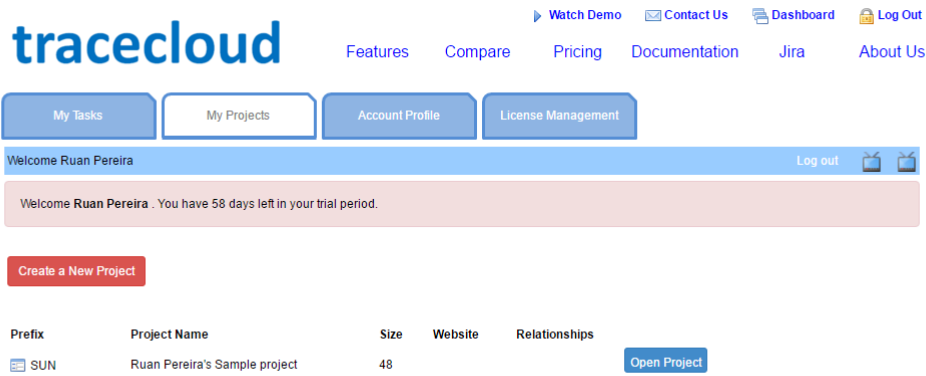 Watch Demo Contact Us Dashboard Log Out
tracecloud
Features Compare Pricing Documentation Jira About Us
My Tasks My Projects Account Profile License Management
Welcome Ruan Pereira Log out
Welcome Ruan Pereira . You have 58 days left in your trial period.
Create a New Project
Prefix Project Name Size Website Relationships
SUN Ruan Pereira's Sample project 48 Open Project